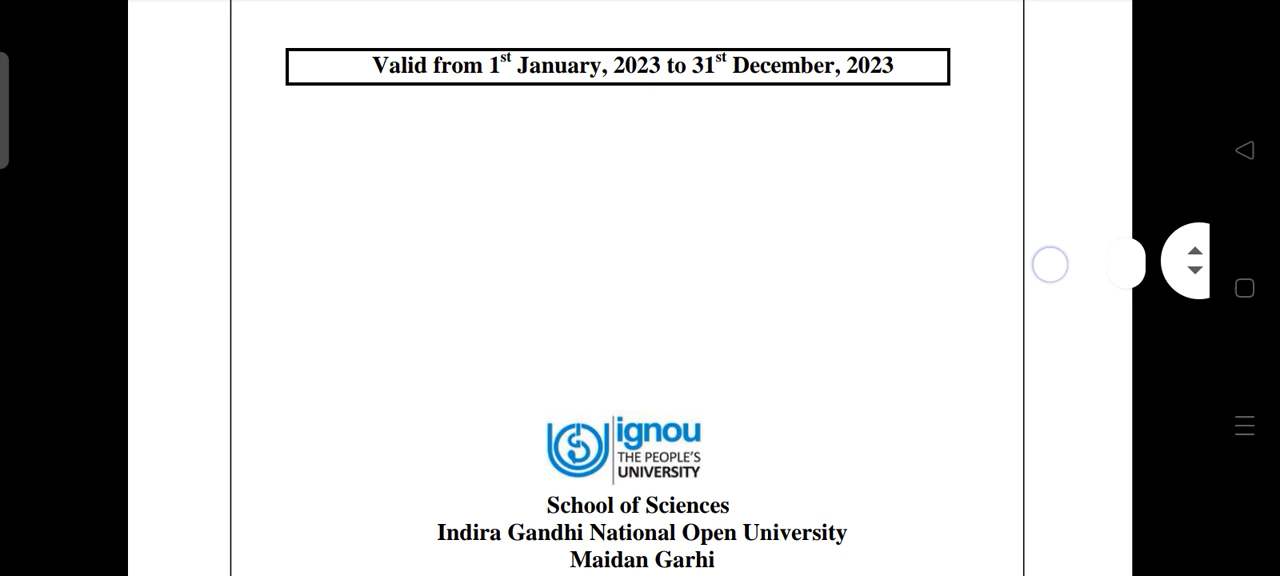 Valid from 1st January, 2023 to 31st December, 2023
ignou
THE PEOPLE'S
UNIVERSITY
School of Sciences
Indira Gandhi National Open University
Maidan Garhi